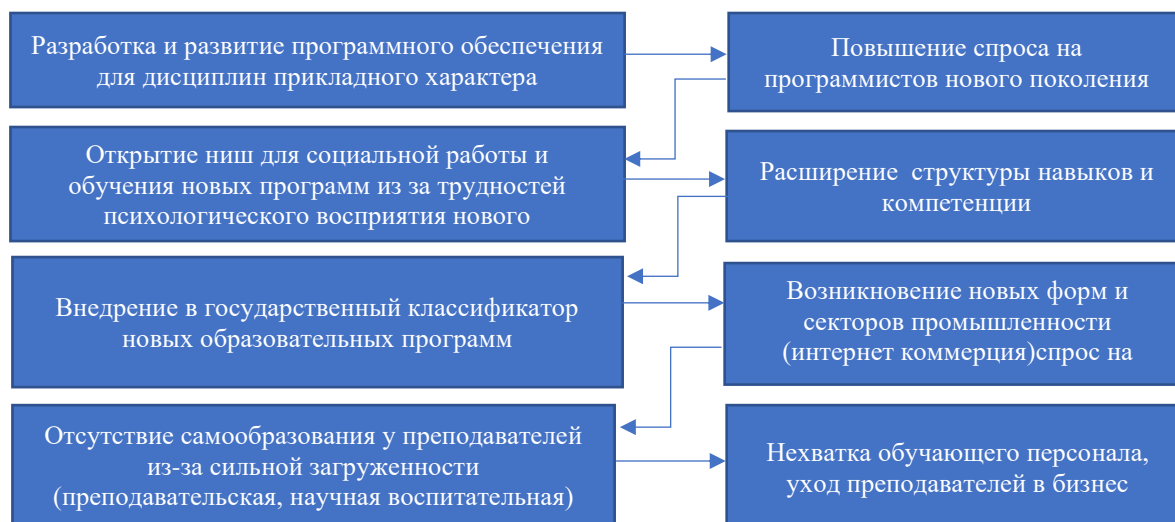 Разработка и развитие программного обеспечения
для дисциплин прикладного характера
Повышение спроса на
программистов нового поколения
Открытие ниш для социальной работы и
обучения новых программ из за трудностей
психологического восприятия нового
Расширение  структуры навыков и
компетенции
Внедрение в государственный классификатор
новых образовательных программ
Возникновение новых форм и
секторов промышленности
(интернет коммерция)спрос на
Отсутствие самообразования у преподавателей
из-за сильной загруженности
(преподавательская, научная воспитательная)
Нехватка обучающего персонала,
уход преподавателей в бизнес